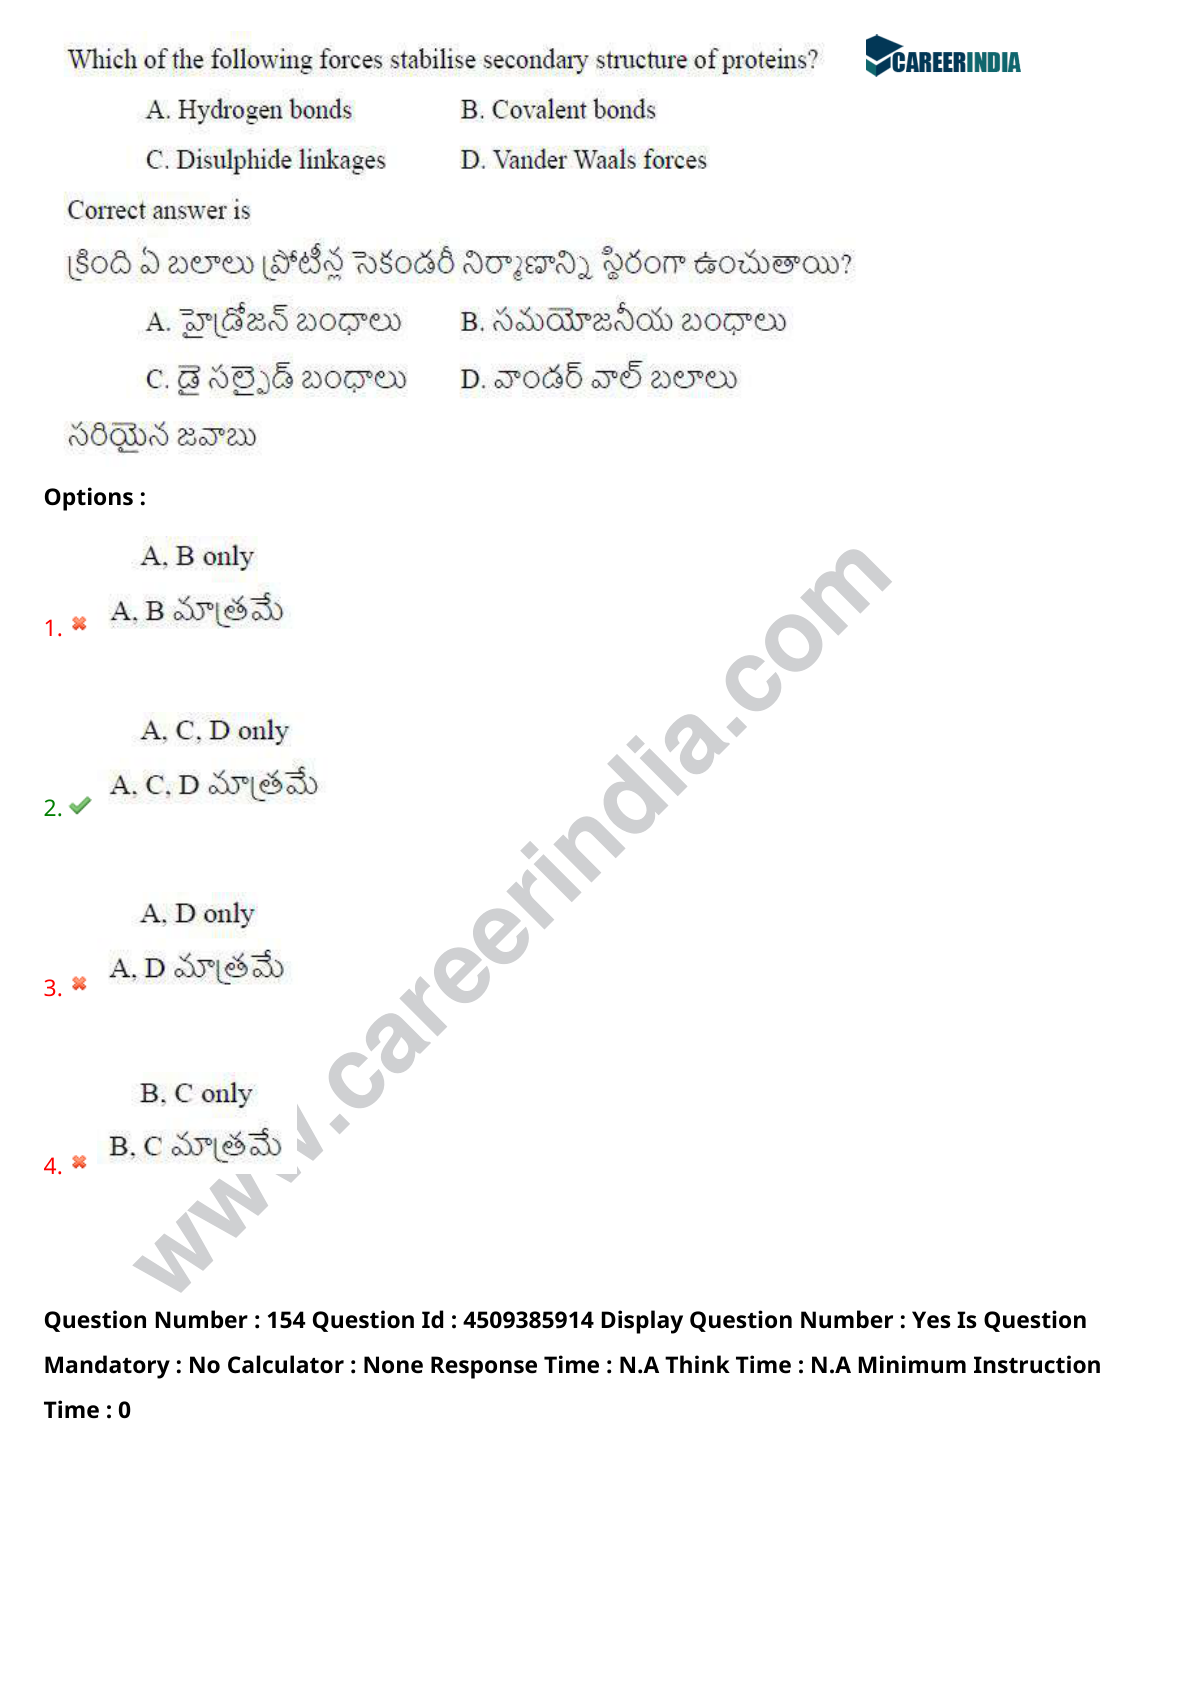 Which of the following forces stabilise secondary structure of proteins?
CAREERINDIA
A. Hydrogen bonds B. Covalent bonds
C. Disulphide linkages D. Vander Waals forces
Correct answer is
క్రింది ఏ బలాలు ప్రోటీన్ల సెకండరీ నిర్మాణాన్ని స్థిరంగా ఉంచుతాయి?
A. హైడ్రోజన్ బంధాలు B. సమయోజనీయ బంధాలు
C. డై సల్ఫైడ్ బంధాలు D. వాండర్ వాల్ బలాలు
సరియైన జవాబు
Options :
A, B only
1. A, B మాత్రమే
A, C, D only
2. A, C, D మాత్రమే
A, D only
3. A, D మాత్రమే
B, C only
4. B, C మాత్రమే
www.careerindia.com
Question Number : 154 Question Id : 4509385914 Display Question Number : Yes Is Question
Mandatory : No Calculator : None Response Time : N.A Think Time : N.A Minimum Instruction
Time : 0